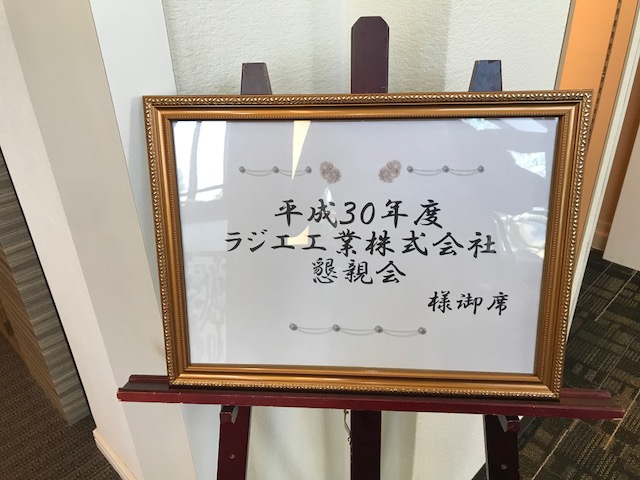 平成30年度
ラジエ工業株式会社
懇親会
様御席